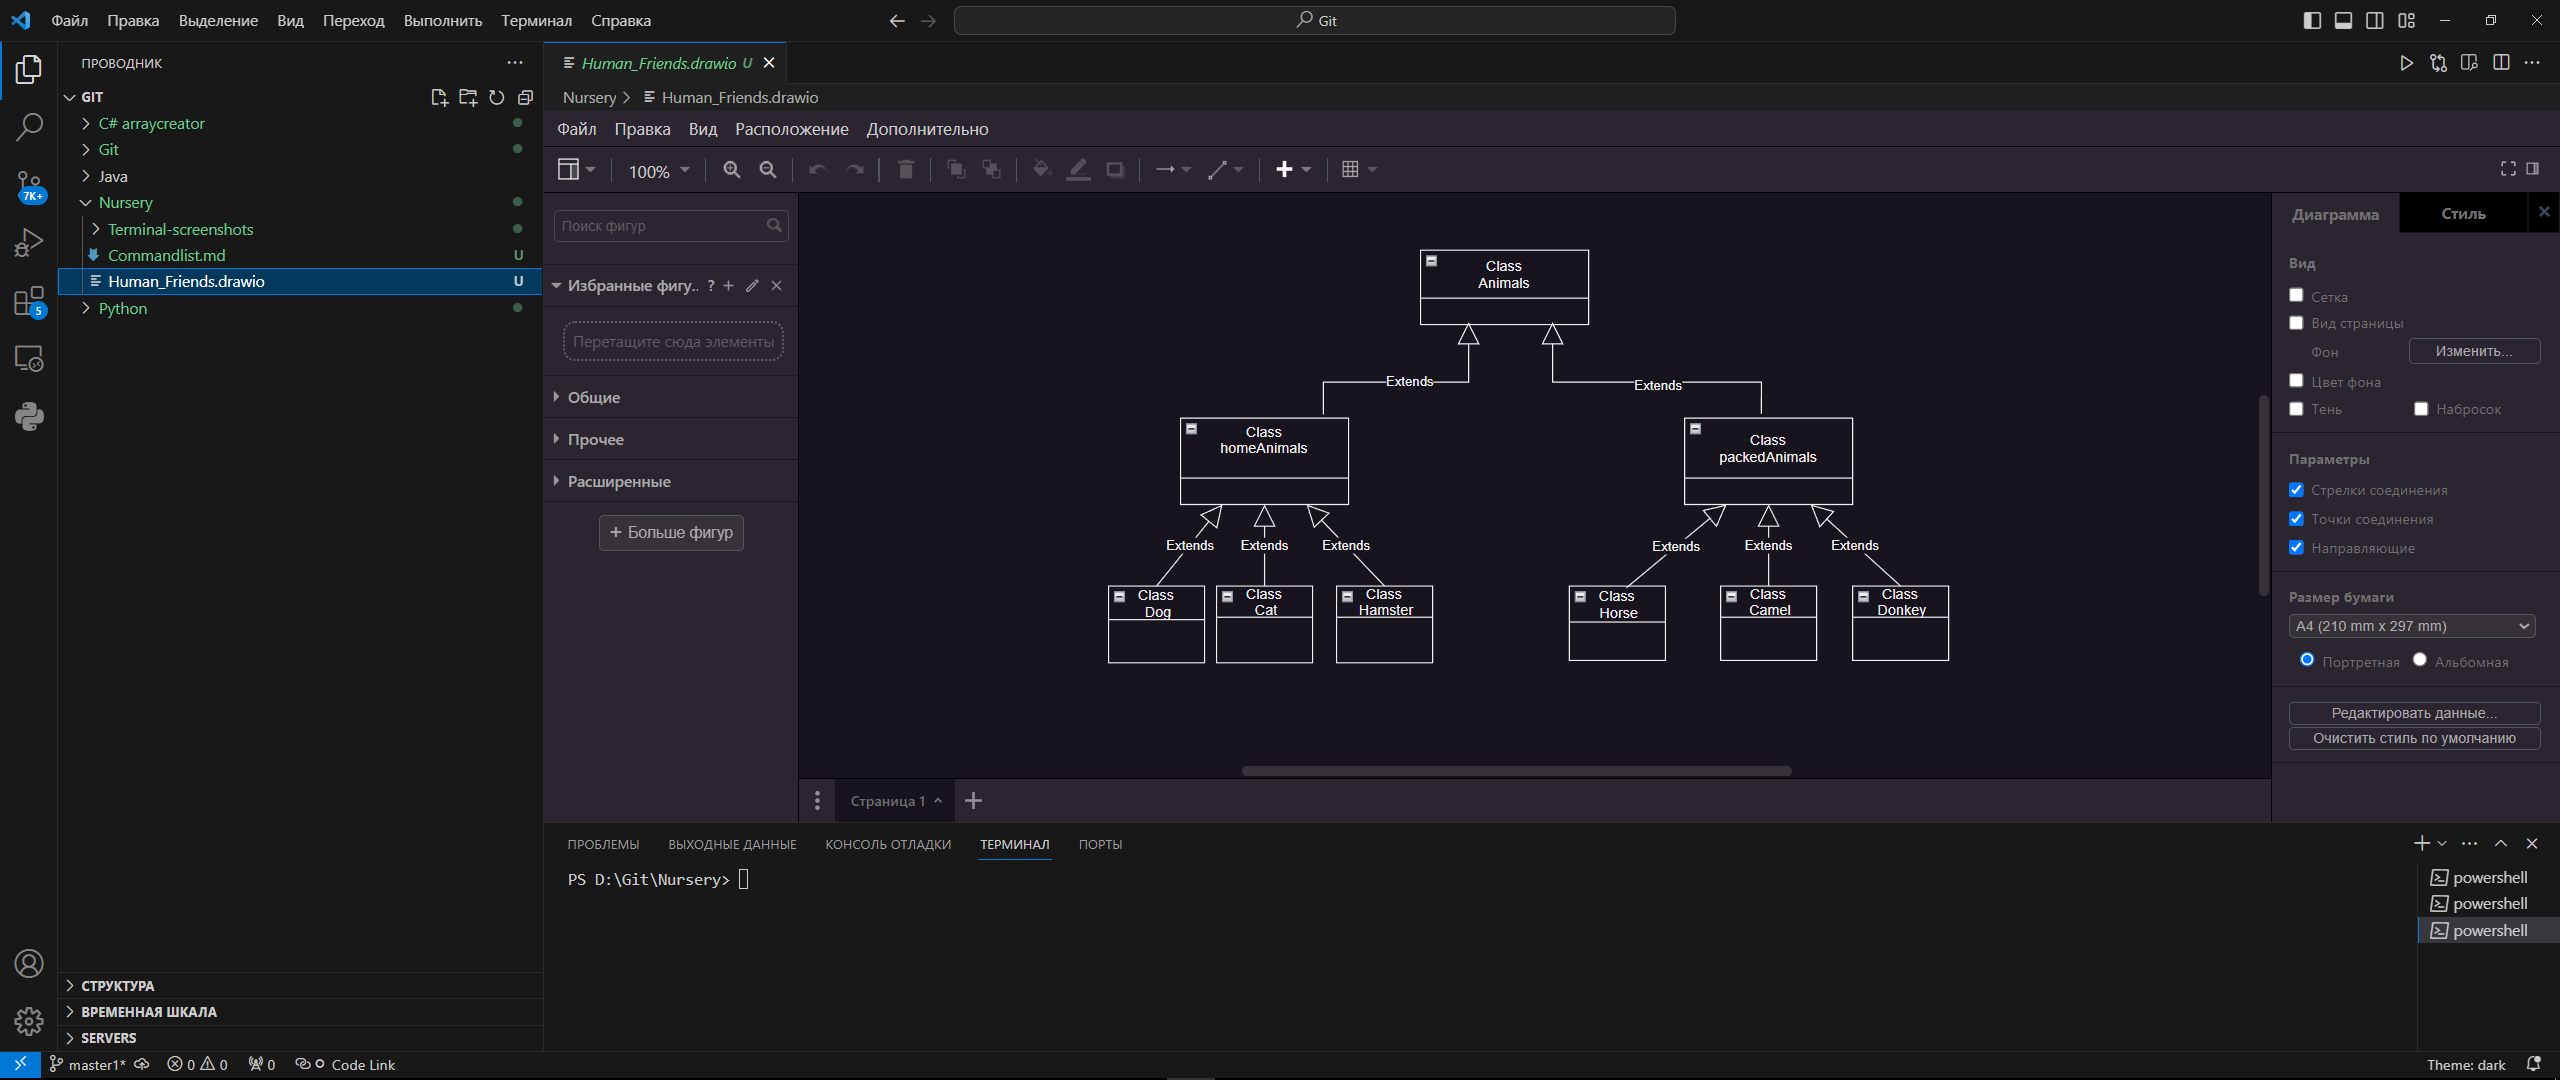 Файл Правка Выделение Вид Переход Выполнить Терминал Справка
Git
ПРОВОДНИК
GIT
C# arraycreator
Git
Java
Nursery
Terminal-screenshots
Commandlist.md U
Human_Friends.drawio U
Python
7K+
5
СТРУКТУРА
ВРЕМЕННАЯ ШКАЛА
SERVERS
Human_Friends.drawio U
Nursery > Human_Friends.drawio
Файл Правка Вид Расположение Дополнительно
100%
Поиск фигур
Избранные фигу.. ?
Перетащите сюда элементы
Общие
Прочее
Расширенные
+ Больше фигур
Class
Animals
Extends
Extends
Class
homeAnimals
Class
packedAnimals
Extends
Extends
Extends
Extends
Extends
Extends
Class
Dog
Class
Cat
Class
Hamster
Class
Horse
Class
Camel
Class
Donkey
Страница 1
Диаграмма Стиль
Вид
Сетка
Вид страницы
Фон Изменить...
Цвет фона
Тень Набросок
Параметры
Стрелки соединения
Точки соединения
Направляющие
Размер бумаги
A4 (210 mm x 297 mm)
Портретная Альбомная
Редактировать данные...
Очистить стиль по умолчанию
ПРОБЛЕМЫ ВЫХОДНЫЕ ДАННЫЕ КОНСОЛЬ ОТЛАДКИ ТЕРМИНАЛ ПОРТЫ
PS D:\Git\Nursery>
powershell
powershell
powershell
master1* 0 0 0 Code Link
Theme: dark